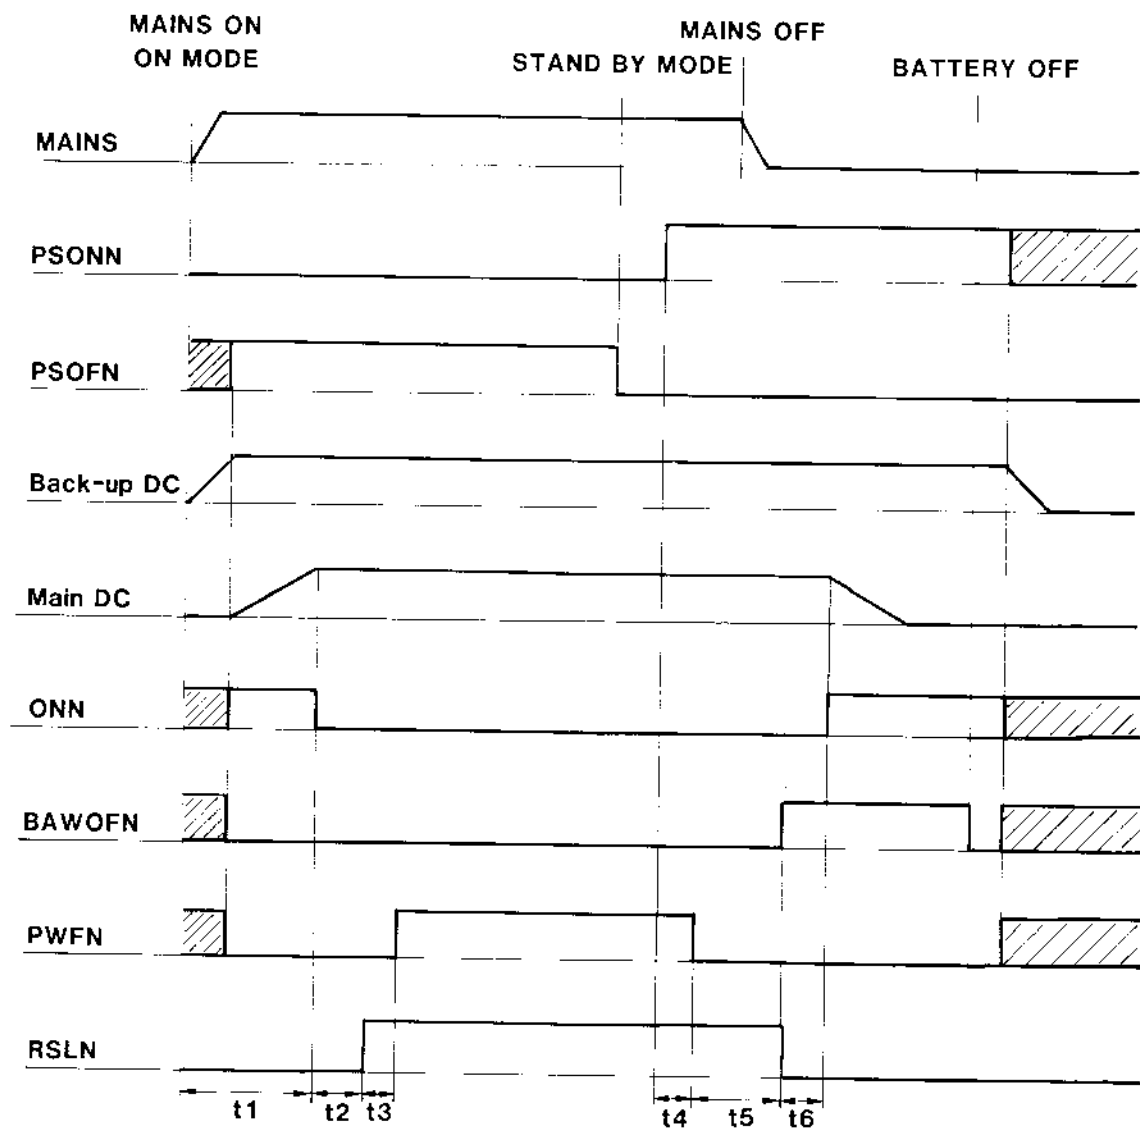 MAINS ON
ON MODE
MAINS OFF
STAND BY MODE
BATTERY OFF
MAINS
PSONN
PSOFN
Back-up DC
Main DC
ONN
BAWOFN
PWFN
RSLN
t1
t2
t3
t4
t5
t6